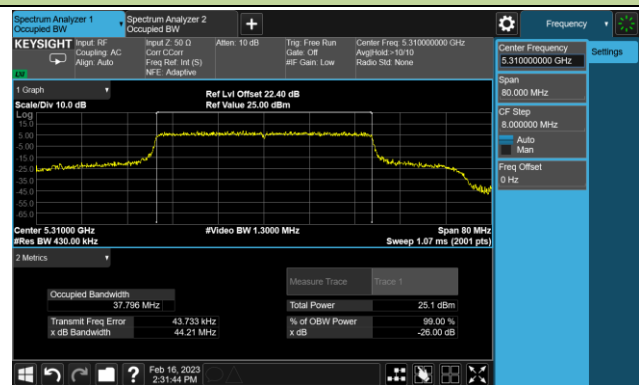 Spectrum Analyzer 1
Occupied BW
Spectrum Analyzer 2
Occupied BW
Frequency
KEYSIGHT
Input: RF
Coupling: AC
Align: Auto
Input Z: 50 Ω
Corr CCorr
Freq Ref: Int (S)
NFE: Adaptive
Atten: 10 dB
Trig: Free Run
Gate: Off
#IF Gain: Low
Center Freq: 5.310000000 GHz
Avg|Hold:>10/10
Radio Std: None
Center Frequency
5.310000000 GHz
Settings
Span
80.000 MHz
CF Step
8.000000 MHz
Auto
Man
Freq Offset
0 Hz
1 Graph
Scale/Div 10.0 dB
Ref Lvl Offset 22.40 dB
Ref Value 25.00 dBm
Log
15.0
5.00
-5.00
-15.0
-25.0
-35.0
-45.0
-55.0
-65.0
Center 5.31000 GHz
#Res BW 430.00 kHz
#Video BW 1.3000 MHz
Span 80 MHz
Sweep 1.07 ms (2001 pts)
2 Metrics
Measure Trace
Trace 1
Occupied Bandwidth
37.796 MHz
Total Power
25.1 dBm
Transmit Freq Error
43.733 kHz
% of OBW Power
99.00 %
x dB Bandwidth
44.21 MHz
x dB
-26.00 dB
Feb 16, 2023
2:31:44 PM